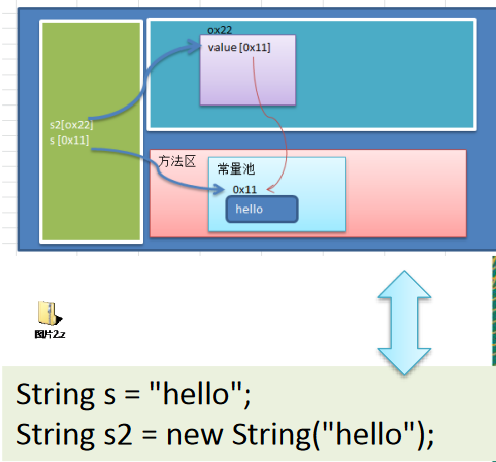 ox22
value [0x11]
s2[ox22]
s [0x11]
方法区
常量池
0x11
hello
图片2.z
String s = "hello";
String s2 = new String("hello");